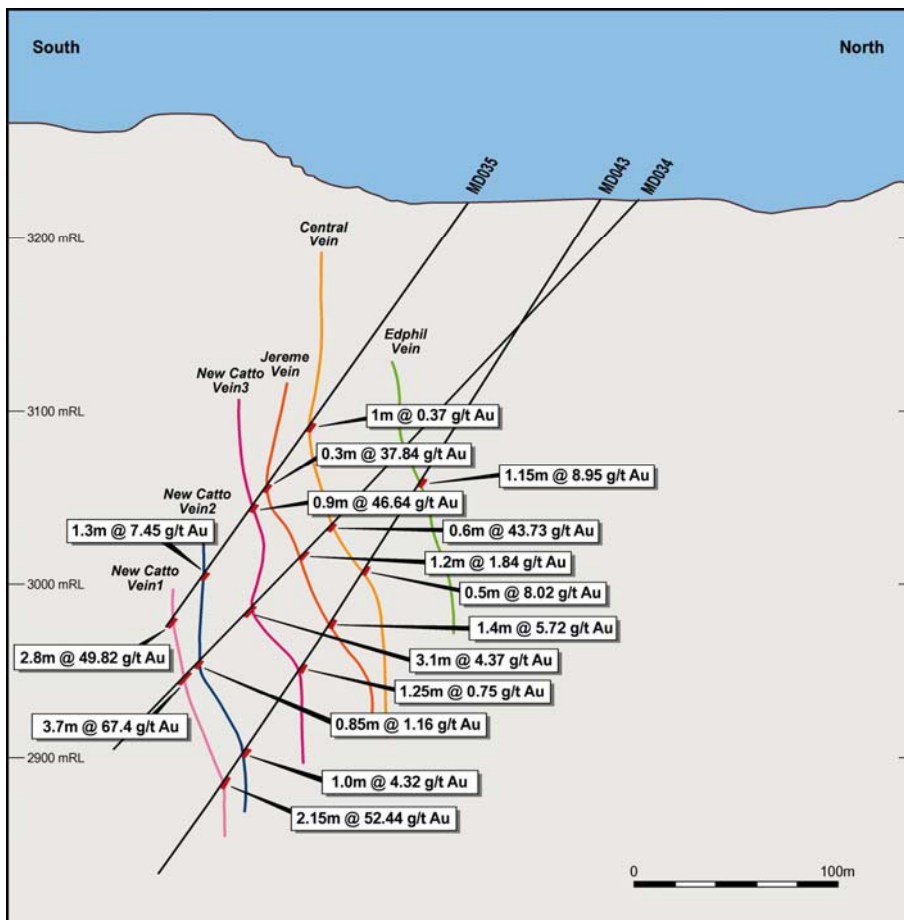 South
North
MD035
MD043
MD034
3200 mRL
Central
Vein
Edphil
Vein
Jereme
Vein
New Catto
Vein3
3100 mRL
1m @ 0.37 g/t Au
0.3m @ 37.84 g/t Au
1.15m @ 8.95 g/t Au
0.9m @ 46.64 g/t Au
New Catto
Vein2
1.3m @ 7.45 g/t Au
0.6m @ 43.73 g/t Au
1.2m @ 1.84 g/t Au
3000 mRL
New Catto
Vein1
0.5m @ 8.02 g/t Au
1.4m @ 5.72 g/t Au
2.8m @ 49.82 g/t Au
3.1m @ 4.37 g/t Au
1.25m @ 0.75 g/t Au
3.7m @ 67.4 g/t Au
0.85m @ 1.16 g/t Au
2900 mRL
1.0m @ 4.32 g/t Au
2.15m @ 52.44 g/t Au
0
100m